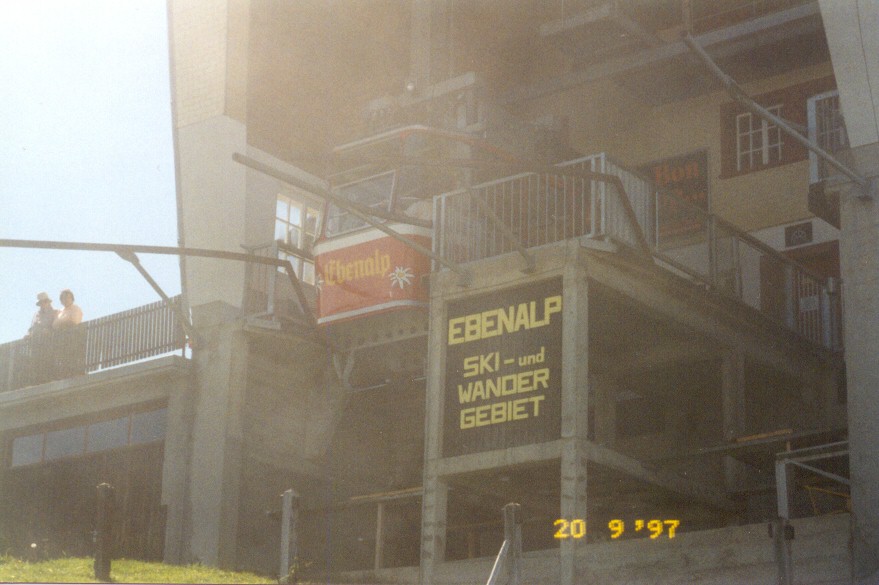 Ebenalp
EBENALP
SKI - und
WANDER
GEBIET
20 9 '97